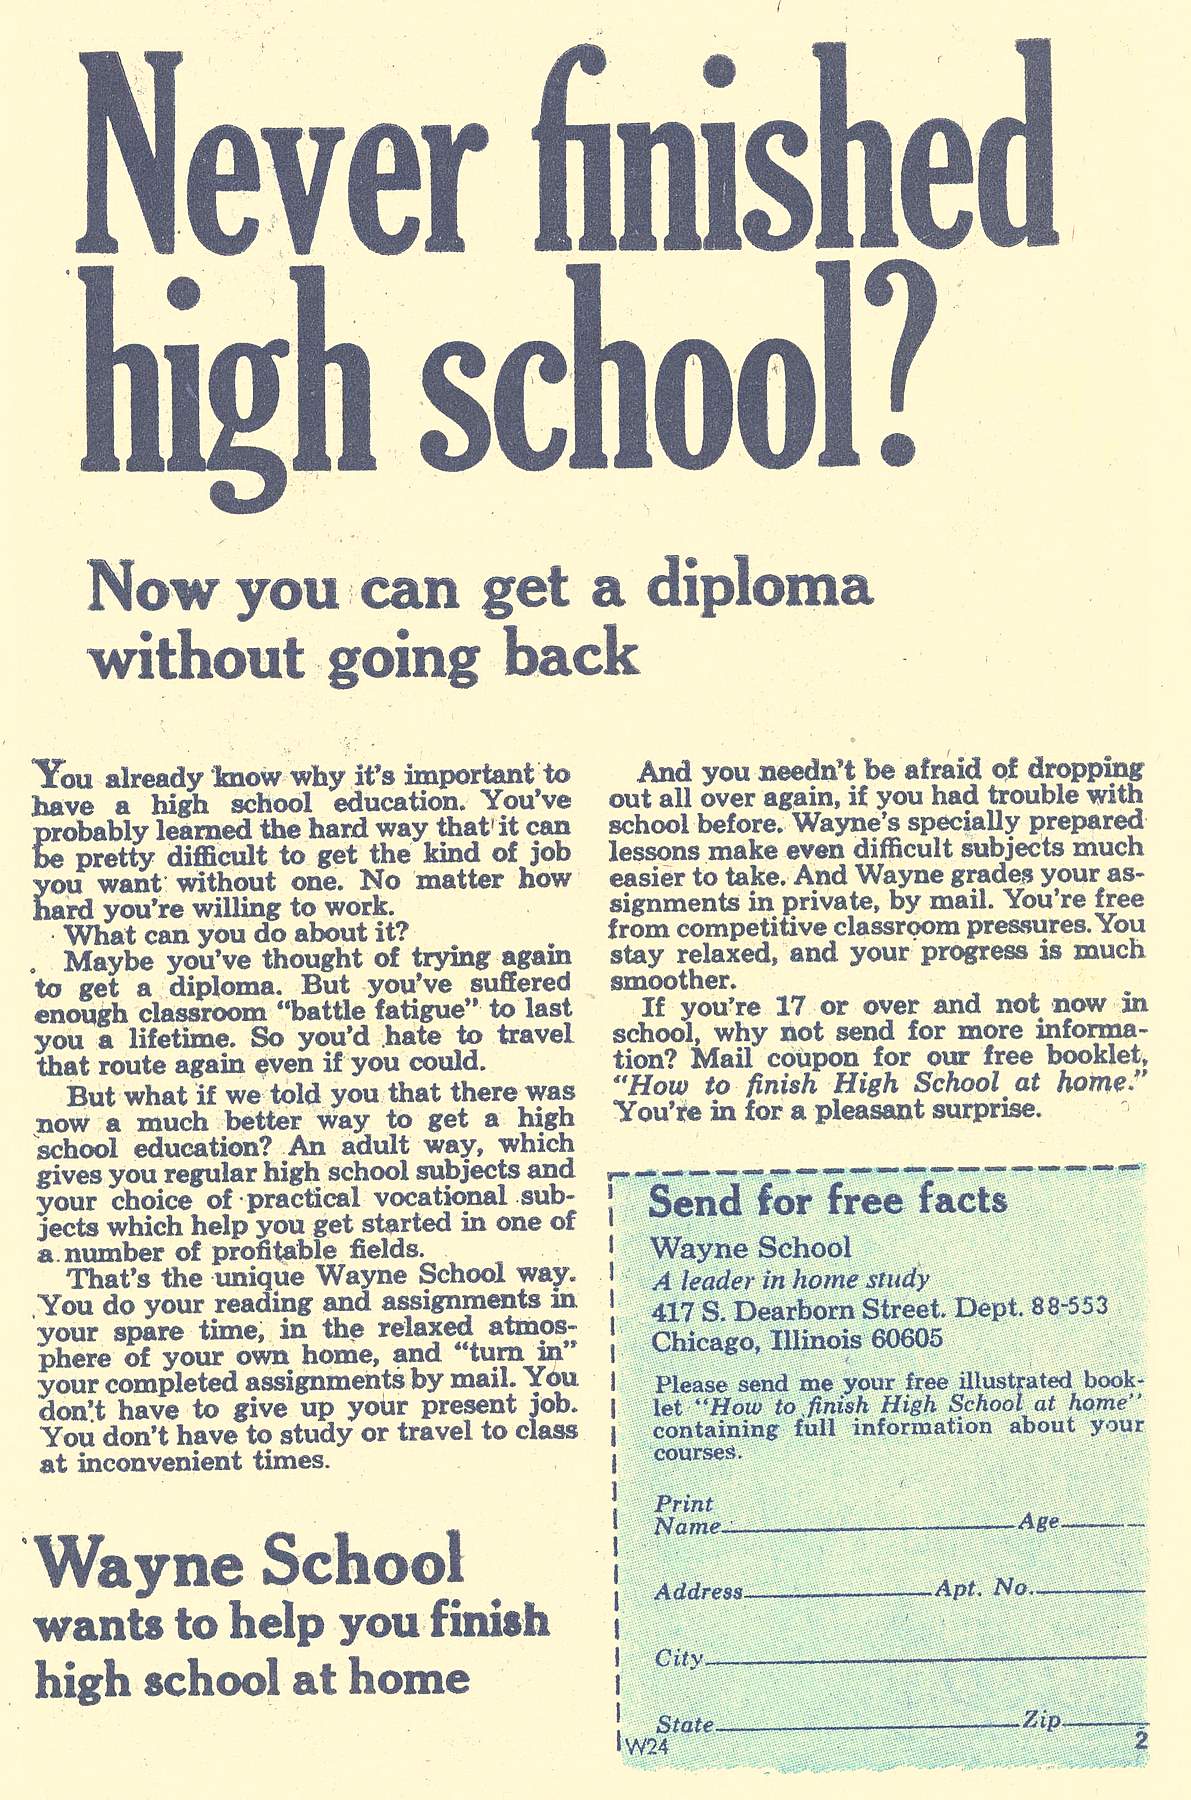 Never finished
high school?
Now you can get a diploma
without going back
You already know why it's important to
have a high school education. You've
probably learned the hard way that it can
be pretty difficult to get the kind of job
you want without one. No matter how
hard you're willing to work.
What can you do about it?
Maybe you've thought of trying again
to get a diploma. But you've suffered
enough classroom “battle fatigue” to last
you a lifetime. So you'd hate to travel
that route again even if you could.
But what if we told you that there was
now a much better way to get a high
school education? An adult way, which
gives you regular high school subjects and
your choice of practical vocational sub-
jects which help you get started in one of
a number of profitable fields.
That's the unique Wayne School way.
You do your reading and assignments in
your spare time, in the relaxed atmos-
phere of your own home, and “turn in”
your completed assignments by mail. You
don't have to give up your present job.
You don't have to study or travel to class
at inconvenient times.
Wayne School
wants to help you finish
high school at home
And you needn't be afraid of dropping
out all over again, if you had trouble with
school before. Wayne's specially prepared
lessons make even difficult subjects much
easier to take. And Wayne grades your as-
signments in private, by mail. You're free
from competitive classroom pressures. You
stay relaxed, and your progress is much
smoother.
If you're 17 or over and not now in
school, why not send for more informa-
tion? Mail coupon for our free booklet,
“How to finish High School at home.”
You're in for a pleasant surprise.
Send for free facts
Wayne School
A leader in home study
417 S. Dearborn Street. Dept. 88-553
Chicago, Illinois 60605
Please send me your free illustrated book-
let “How to finish High School at home”
containing full information about your
courses.
Print
Name Age
Address Apt. No.
City
State Zip
W24 2